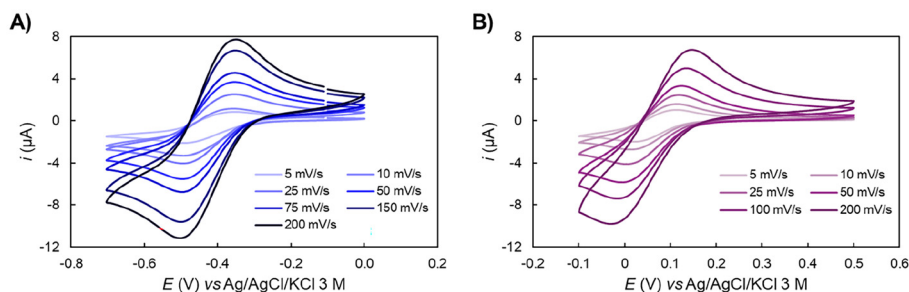 A)
i (µA)
8
4
0
-4
-8
-12
5 mV/s
10 mV/s
25 mV/s
50 mV/s
75 mV/s
150 mV/s
200 mV/s
-0.8 -0.6 -0.4 -0.2 0.0 0.2
E (V) vs Ag/AgCl/KCl 3 M
B)
i (µA)
8
4
0
-4
-8
-12
5 mV/s
10 mV/s
25 mV/s
50 mV/s
100 mV/s
200 mV/s
-0.2 -0.1 0 0.1 0.2 0.3 0.4 0.5 0.6
E (V) vs Ag/AgCl/KCl 3 M